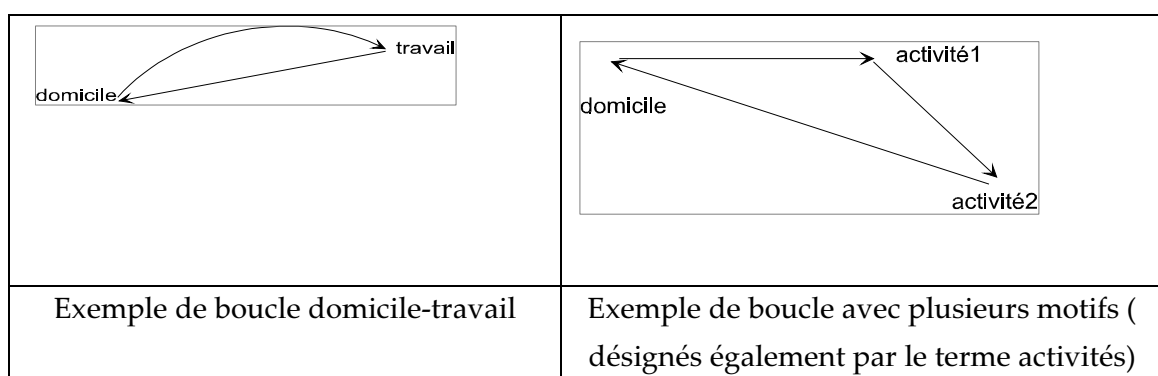 travail
domicile
activité1
domicile
activité2
Exemple de boucle domicile-travail
Exemple de boucle avec plusieurs motifs (
désignés également par le terme activités)